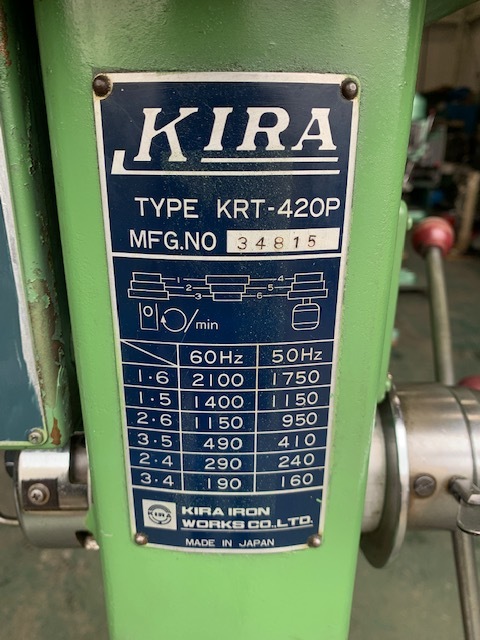 KIRA
TYPE KRT-420P
MFG.NO 34815
1 4
2 5
3 6
0 /min
60Hz 50Hz
1·6 2100 1750
1·5 1400 1150
2·6 1150 950
3·5 490 410
2·4 290 240
3·4 190 160
KIRA KIRA IRON
WORKS CO.,LTD.
MADE IN JAPAN